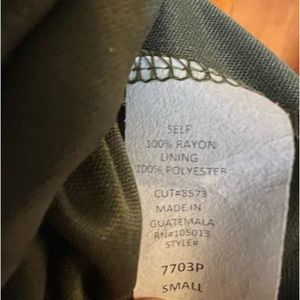 SELF
100% RAYON
LINING
100% POLYESTER
CUT#8573
MADE IN
GUATEMALA
RN#105013
STYLE#
7703P
SMALL